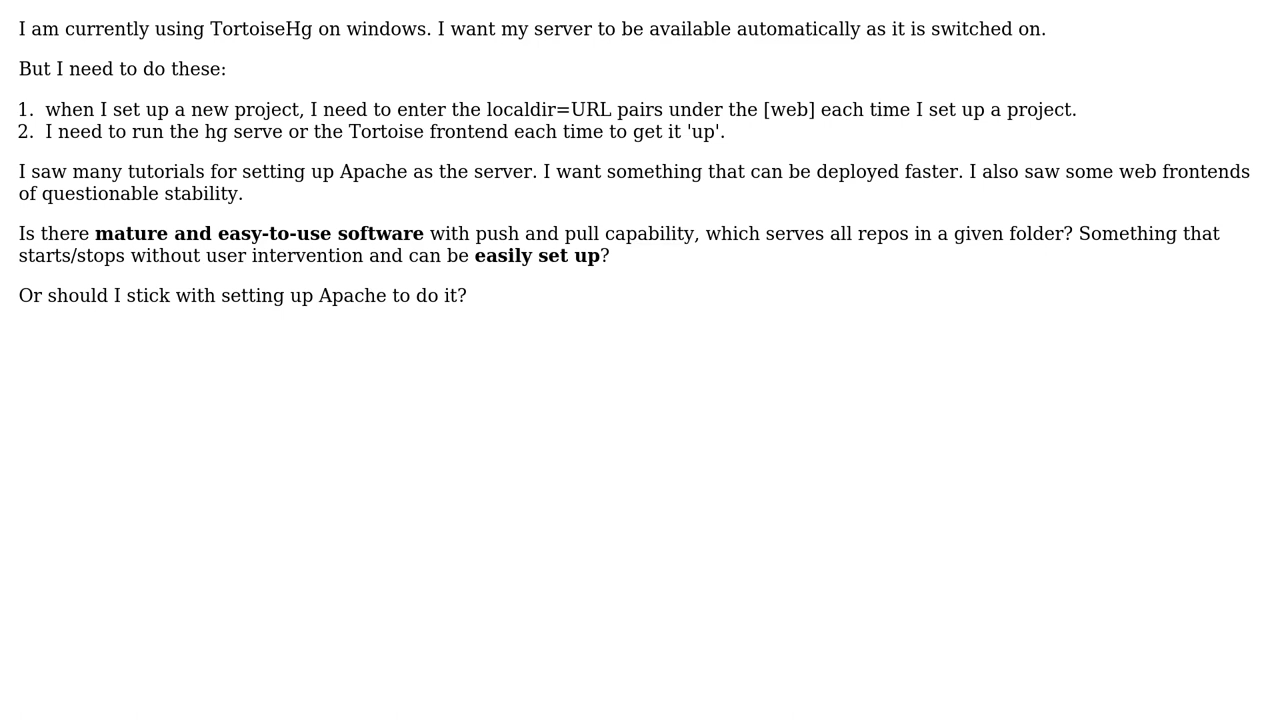 I am currently using TortoiseHg on windows. I want my server to be available automatically as it is switched on.
But I need to do these:
1. when I set up a new project, I need to enter the localdir=URL pairs under the [web] each time I set up a project.
2. I need to run the hg serve or the Tortoise frontend each time to get it 'up'.
I saw many tutorials for setting up Apache as the server. I want something that can be deployed faster. I also saw some web frontends
of questionable stability.
Is there mature and easy-to-use software with push and pull capability, which serves all repos in a given folder? Something that
starts/stops without user intervention and can be easily set up?
Or should I stick with setting up Apache to do it?